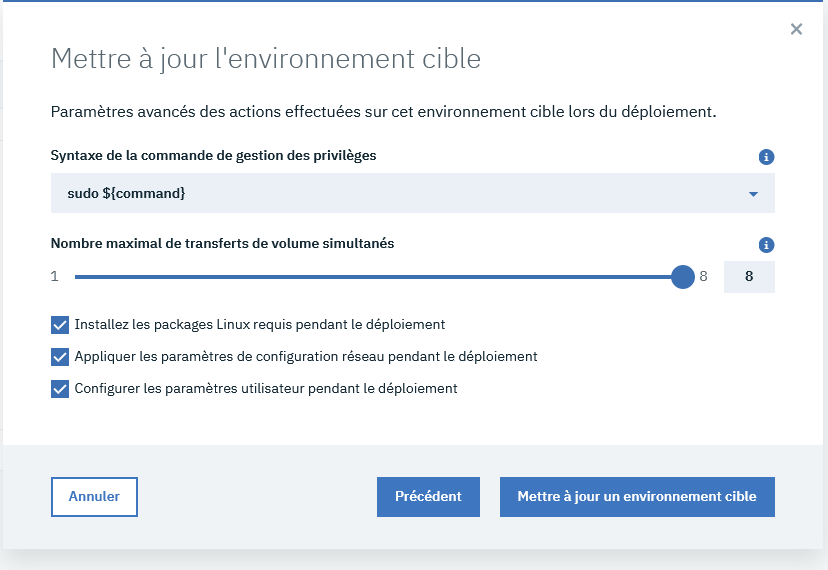 Mettre à jour l'environnement cible
Paramètres avancés des actions effectuées sur cet environnement cible lors du déploiement.
Syntaxe de la commande de gestion des privilèges
sudo ${command}
Nombre maximal de transferts de volume simultanés
1 8 8
Installez les packages Linux requis pendant le déploiement
Appliquer les paramètres de configuration réseau pendant le déploiement
Configurer les paramètres utilisateur pendant le déploiement
Annuler Précédent Mettre à jour un environnement cible